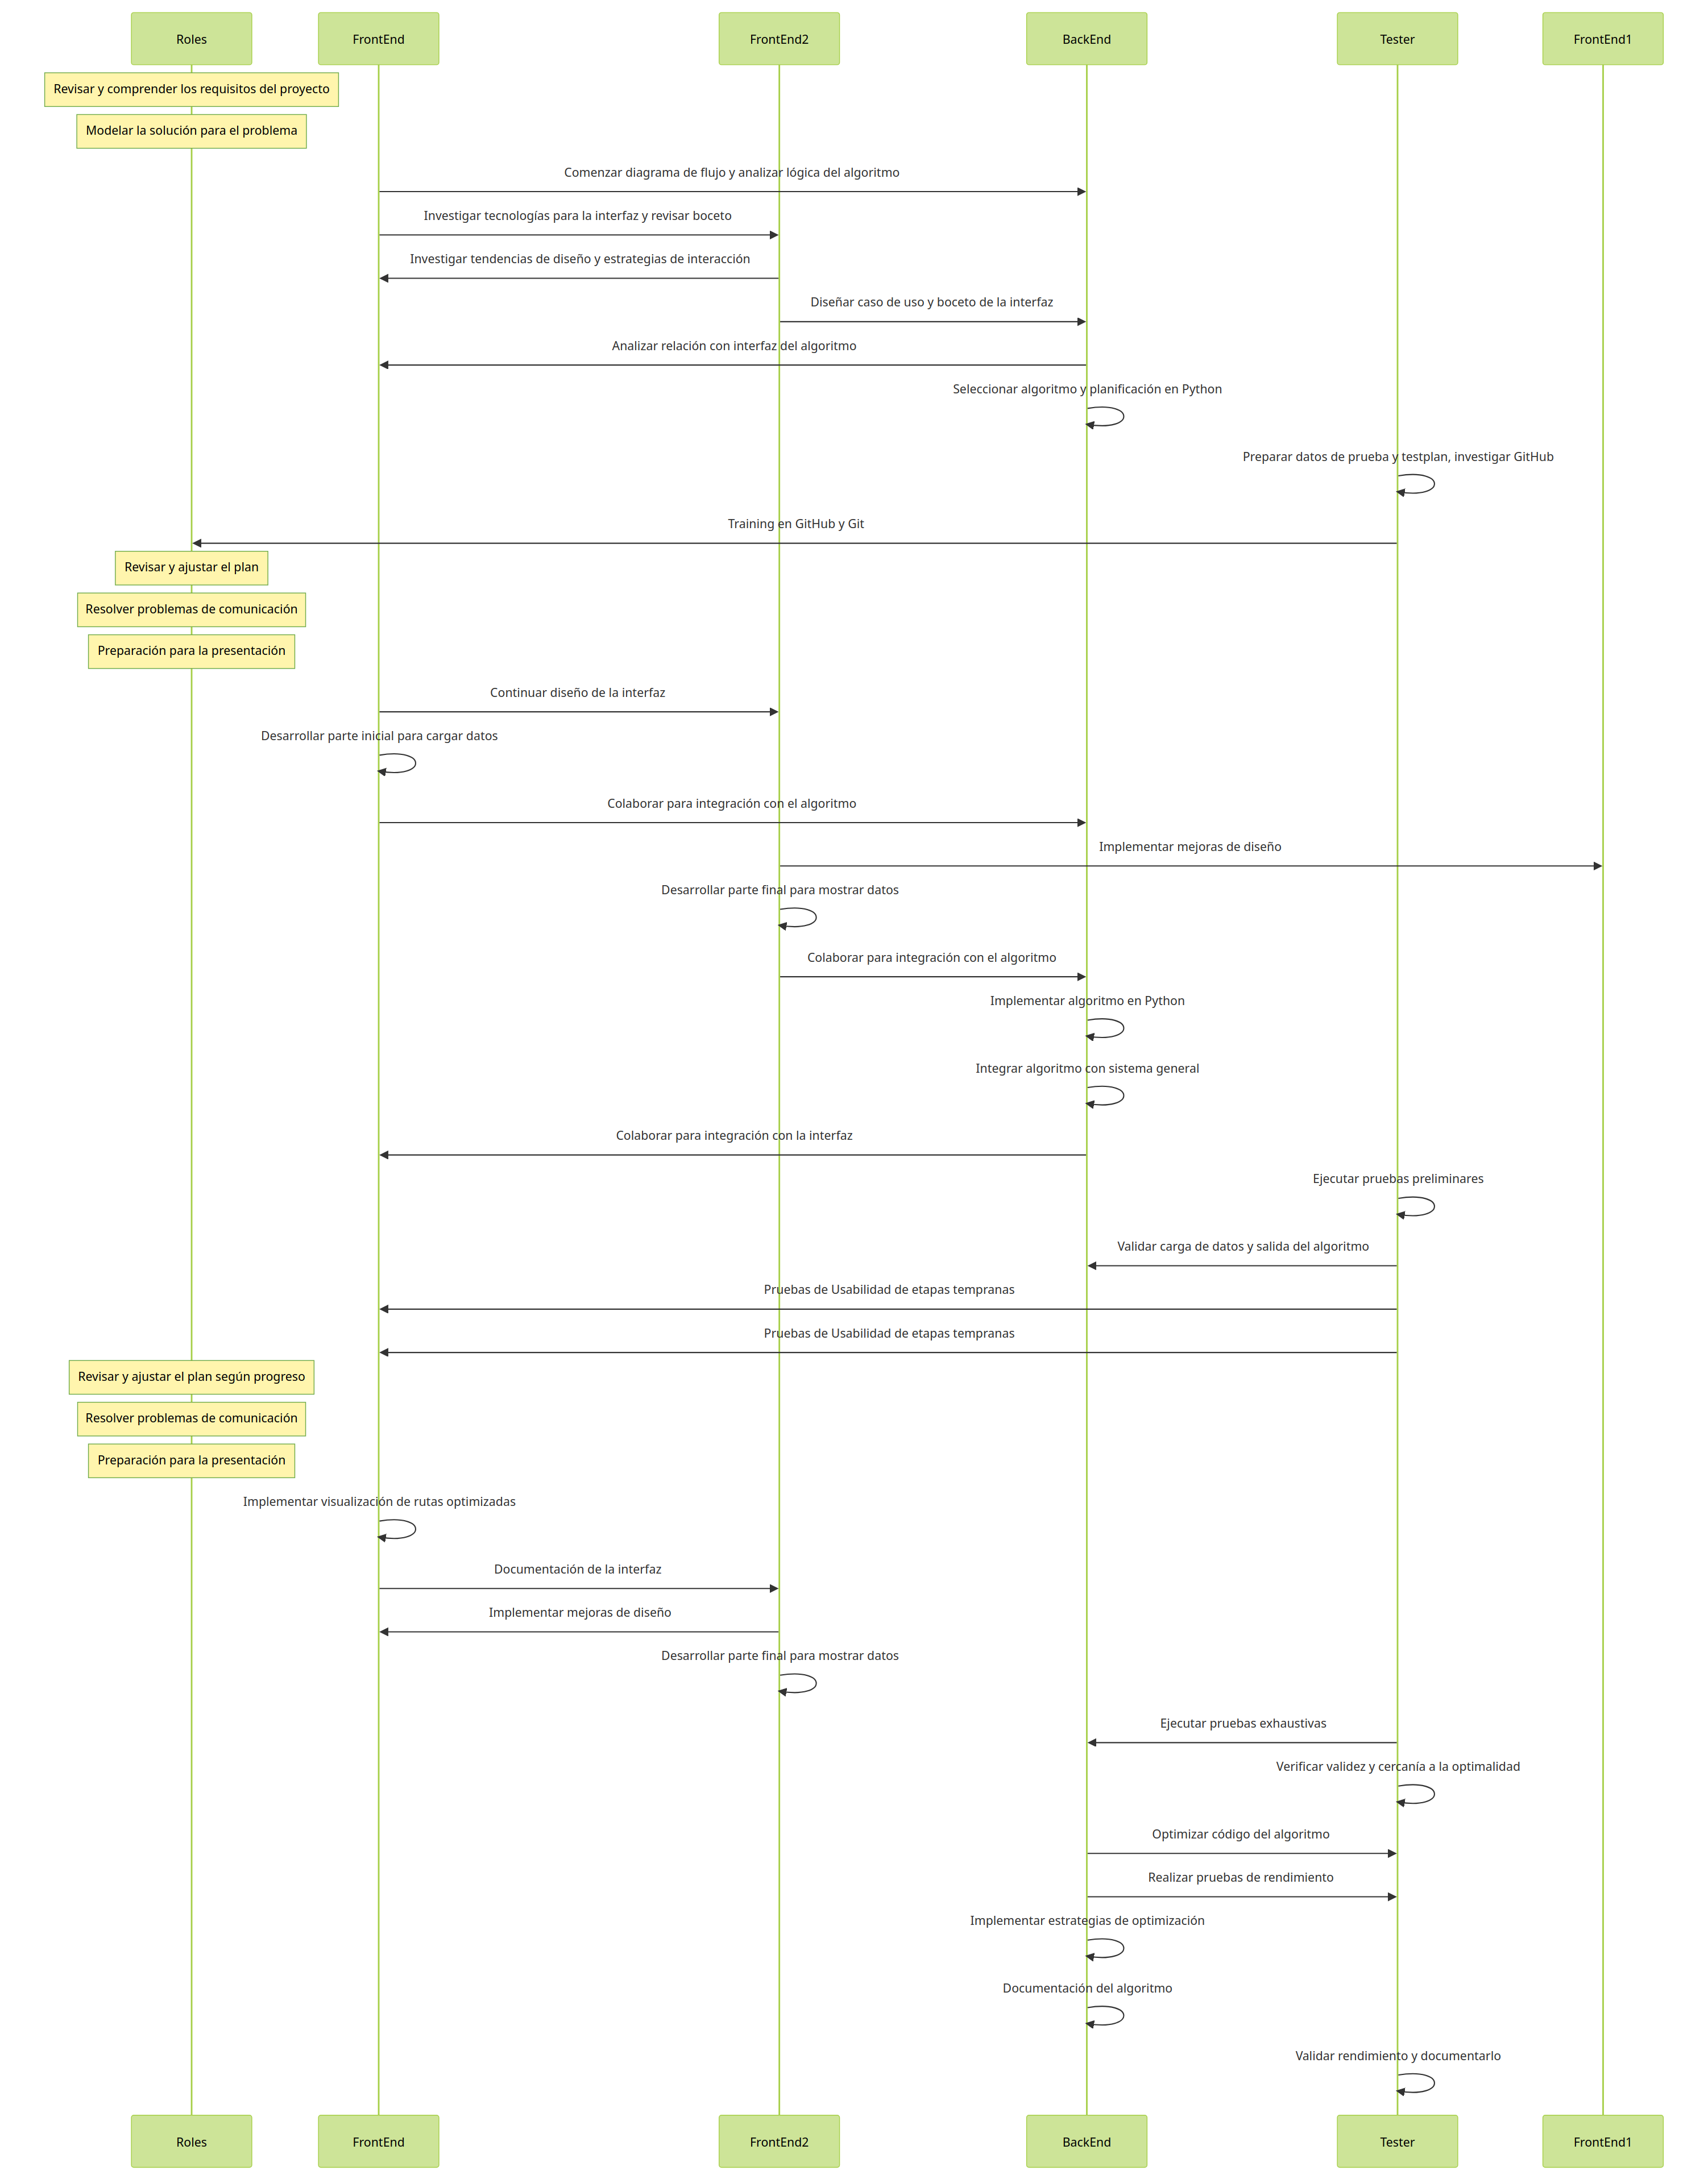 Roles
FrontEnd
FrontEnd2
BackEnd
Tester
FrontEnd1
Revisar y comprender los requisitos del proyecto
Modelar la solución para el problema
Comenzar diagrama de flujo y analizar lógica del algoritmo
Investigar tecnologías para la interfaz y revisar boceto
Investigar tendencias de diseño y estrategias de interacción
Diseñar caso de uso y boceto de la interfaz
Analizar relación con interfaz del algoritmo
Seleccionar algoritmo y planificación en Python
Preparar datos de prueba y testplan, investigar GitHub
Training en GitHub y Git
Revisar y ajustar el plan
Resolver problemas de comunicación
Preparación para la presentación
Continuar diseño de la interfaz
Desarrollar parte inicial para cargar datos
Colaborar para integración con el algoritmo
Implementar mejoras de diseño
Desarrollar parte final para mostrar datos
Colaborar para integración con el algoritmo
Implementar algoritmo en Python
Integrar algoritmo con sistema general
Colaborar para integración con la interfaz
Ejecutar pruebas preliminares
Validar carga de datos y salida del algoritmo
Pruebas de Usabilidad de etapas tempranas
Pruebas de Usabilidad de etapas tempranas
Revisar y ajustar el plan según progreso
Resolver problemas de comunicación
Preparación para la presentación
Implementar visualización de rutas optimizadas
Documentación de la interfaz
Implementar mejoras de diseño
Desarrollar parte final para mostrar datos
Ejecutar pruebas exhaustivas
Verificar validez y cercanía a la optimalidad
Optimizar código del algoritmo
Realizar pruebas de rendimiento
Implementar estrategias de optimización
Documentación del algoritmo
Validar rendimiento y documentarlo
Roles
FrontEnd
FrontEnd2
BackEnd
Tester
FrontEnd1